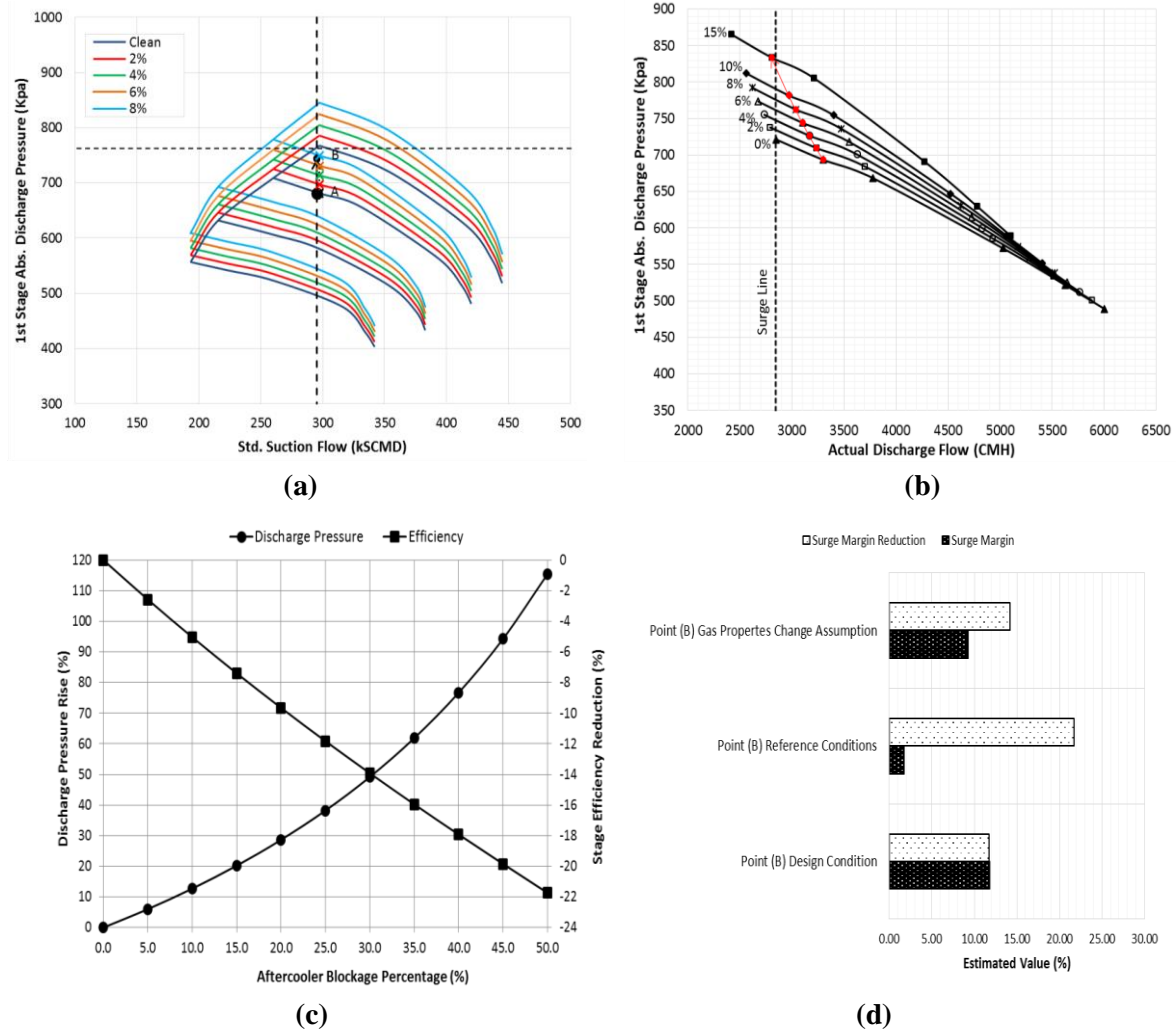 1000
900
800
700
600
500
400
300
1st Stage Abs. Discharge Pressure (Kpa)
Clean
2%
4%
6%
8%
B
A
100 150 200 250 300 350 400 450 500
Std. Suction Flow (kSCMD)
(a)
900
850
800
750
700
650
600
550
500
450
400
350
1st Stage Abs. Discharge Pressure (Kpa)
15%
10%
8%
6%
4%
2%
0%
Surge Line
2000 2500 3000 3500 4000 4500 5000 5500 6000 6500
Actual Discharge Flow (CMH)
(b)
Discharge Pressure Efficiency
120
110
100
90
80
70
60
50
40
30
20
10
0
Discharge Pressure Rise (%)
0
-2
-4
-6
-8
-10
-12
-14
-16
-18
-20
-22
-24
Stage Efficiency Reduction (%)
0.0 5.0 10.0 15.0 20.0 25.0 30.0 35.0 40.0 45.0 50.0
Aftercooler Blockage Percentage (%)
(c)
Surge Margin Reduction Surge Margin
Point (B) Gas Propertes Change Assumption
Point (B) Reference Conditions
Point (B) Design Condition
0.00 5.00 10.00 15.00 20.00 25.00 30.00
Estimated Value (%)
(d)